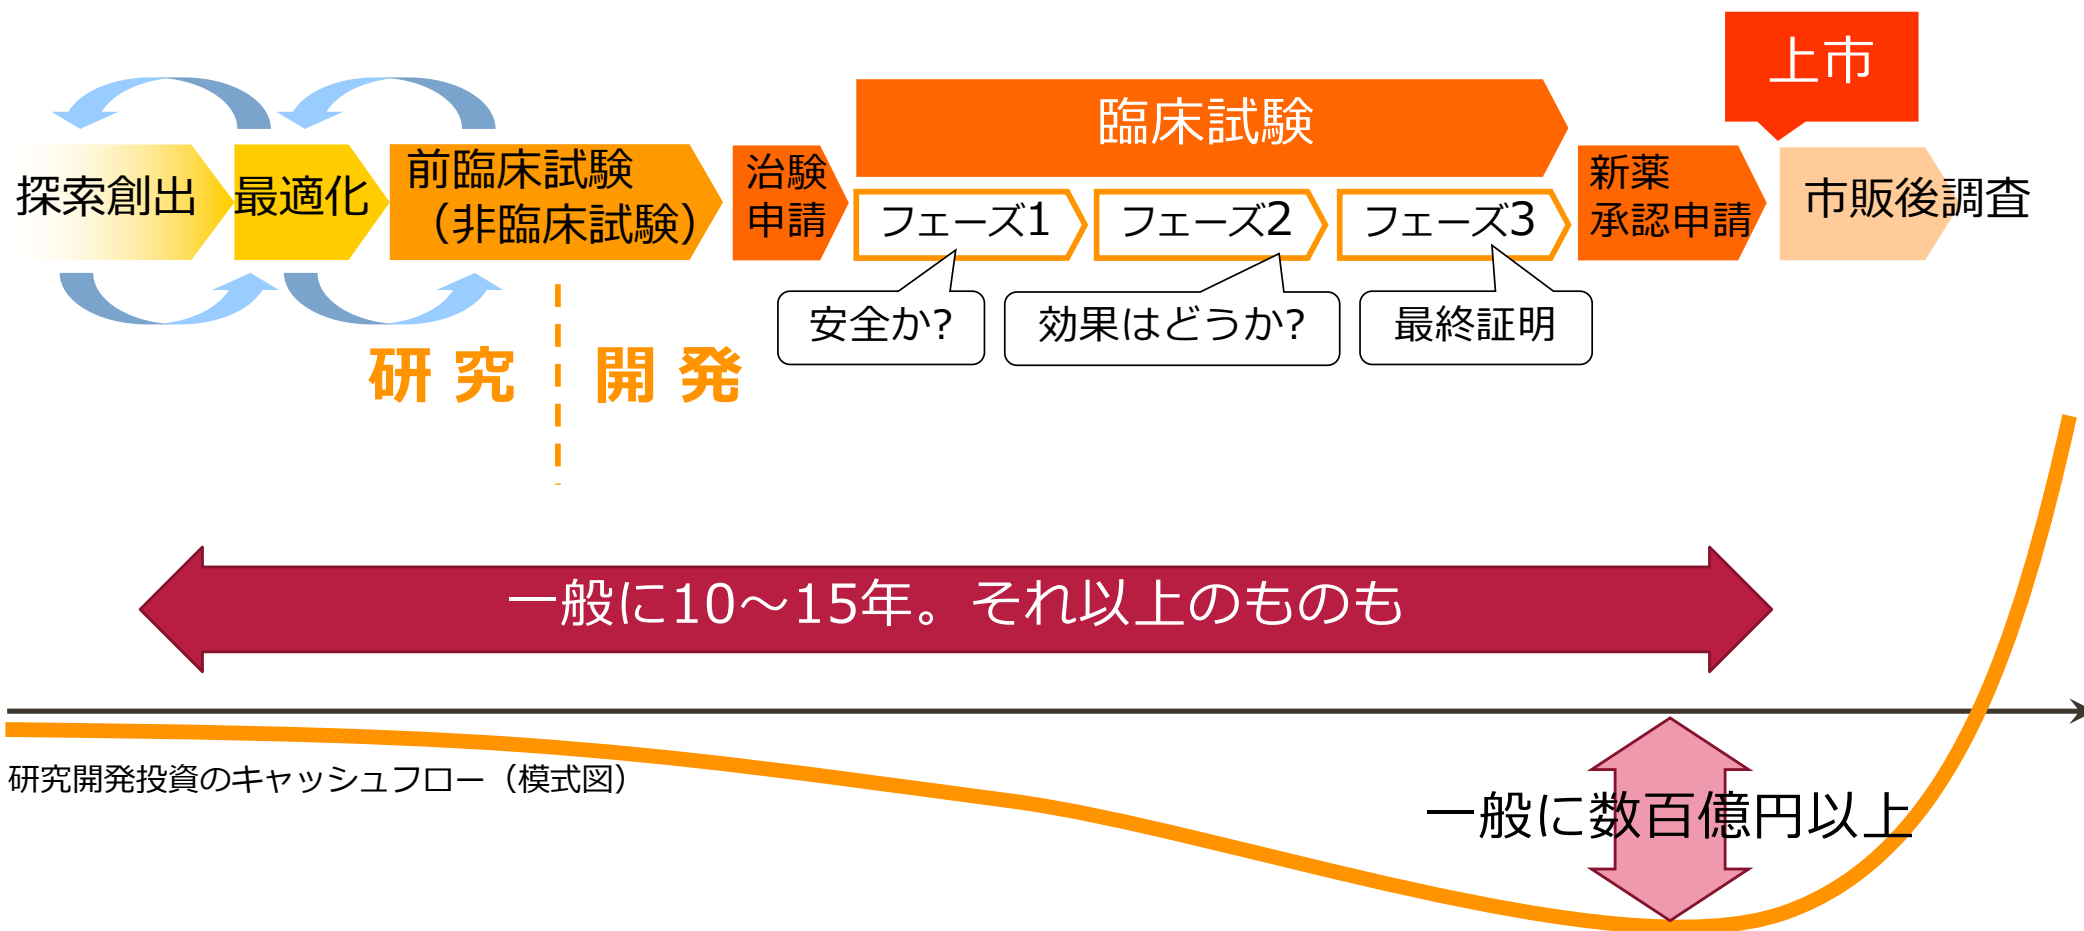 上市
臨床試験
探索創出
最適化
前臨床試験
（非臨床試験）
治験
申請
フェーズ1
フェーズ2
フェーズ3
新薬
承認申請
市販後調査
安全か?
効果はどうか?
最終証明
研究
開発
一般に10～15年。それ以上のものも
研究開発投資のキャッシュフロー（模式図）
一般に数百億円以上